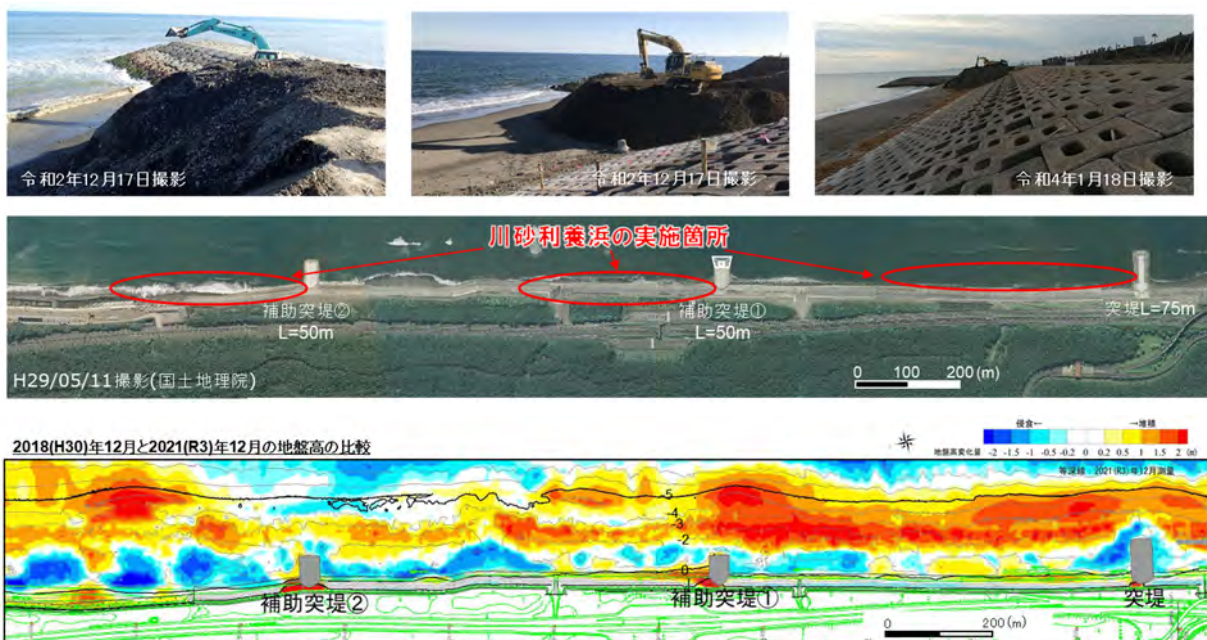 令和2年12月17日撮影
令和2年12月17日撮影
令和4年1月18日撮影
川砂利養浜の実施箇所
補助突堤②
L=50m
補助突堤①
L=50m
突堤L=75m
H29/05/11撮影(国土地理院)
0 100 200 (m)
2018(H30)年12月と2021(R3)年12月の地盤高の比較
侵食← →堆積
地盤高変化量 -2 -1.5 -1 -0.5 -0.2 0 0.2 0.5 1 1.5 2 (m)
等深線:2021(R3)年12月測量
-5
-4
-3
-2
0
補助突堤②
補助突堤①
突堤
0 200 (m)